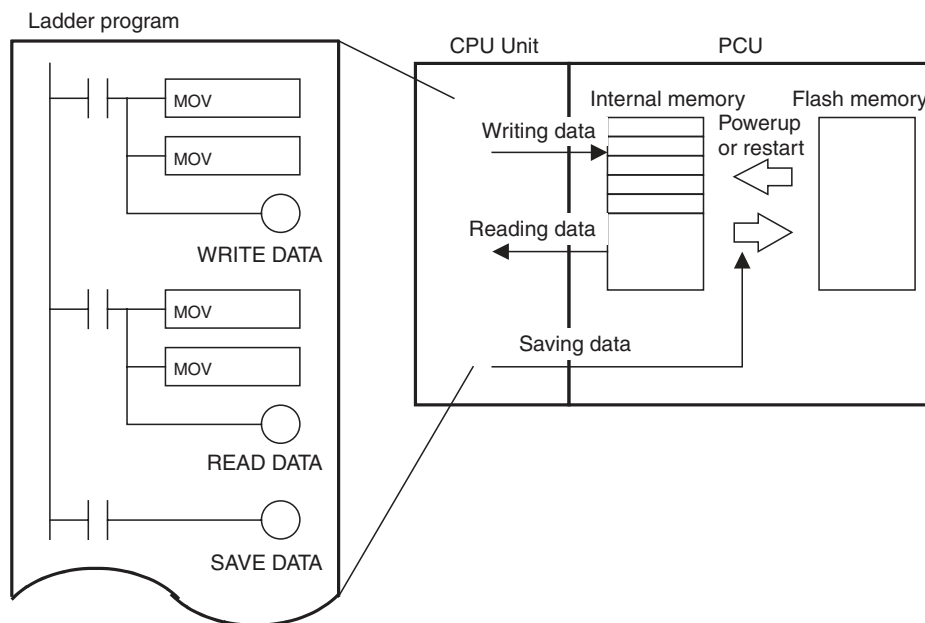 Ladder program
MOV
MOV
WRITE DATA
MOV
MOV
READ DATA
SAVE DATA
CPU Unit
PCU
Internal memory
Flash memory
Powerup
or restart
Writing data
Reading data
Saving data